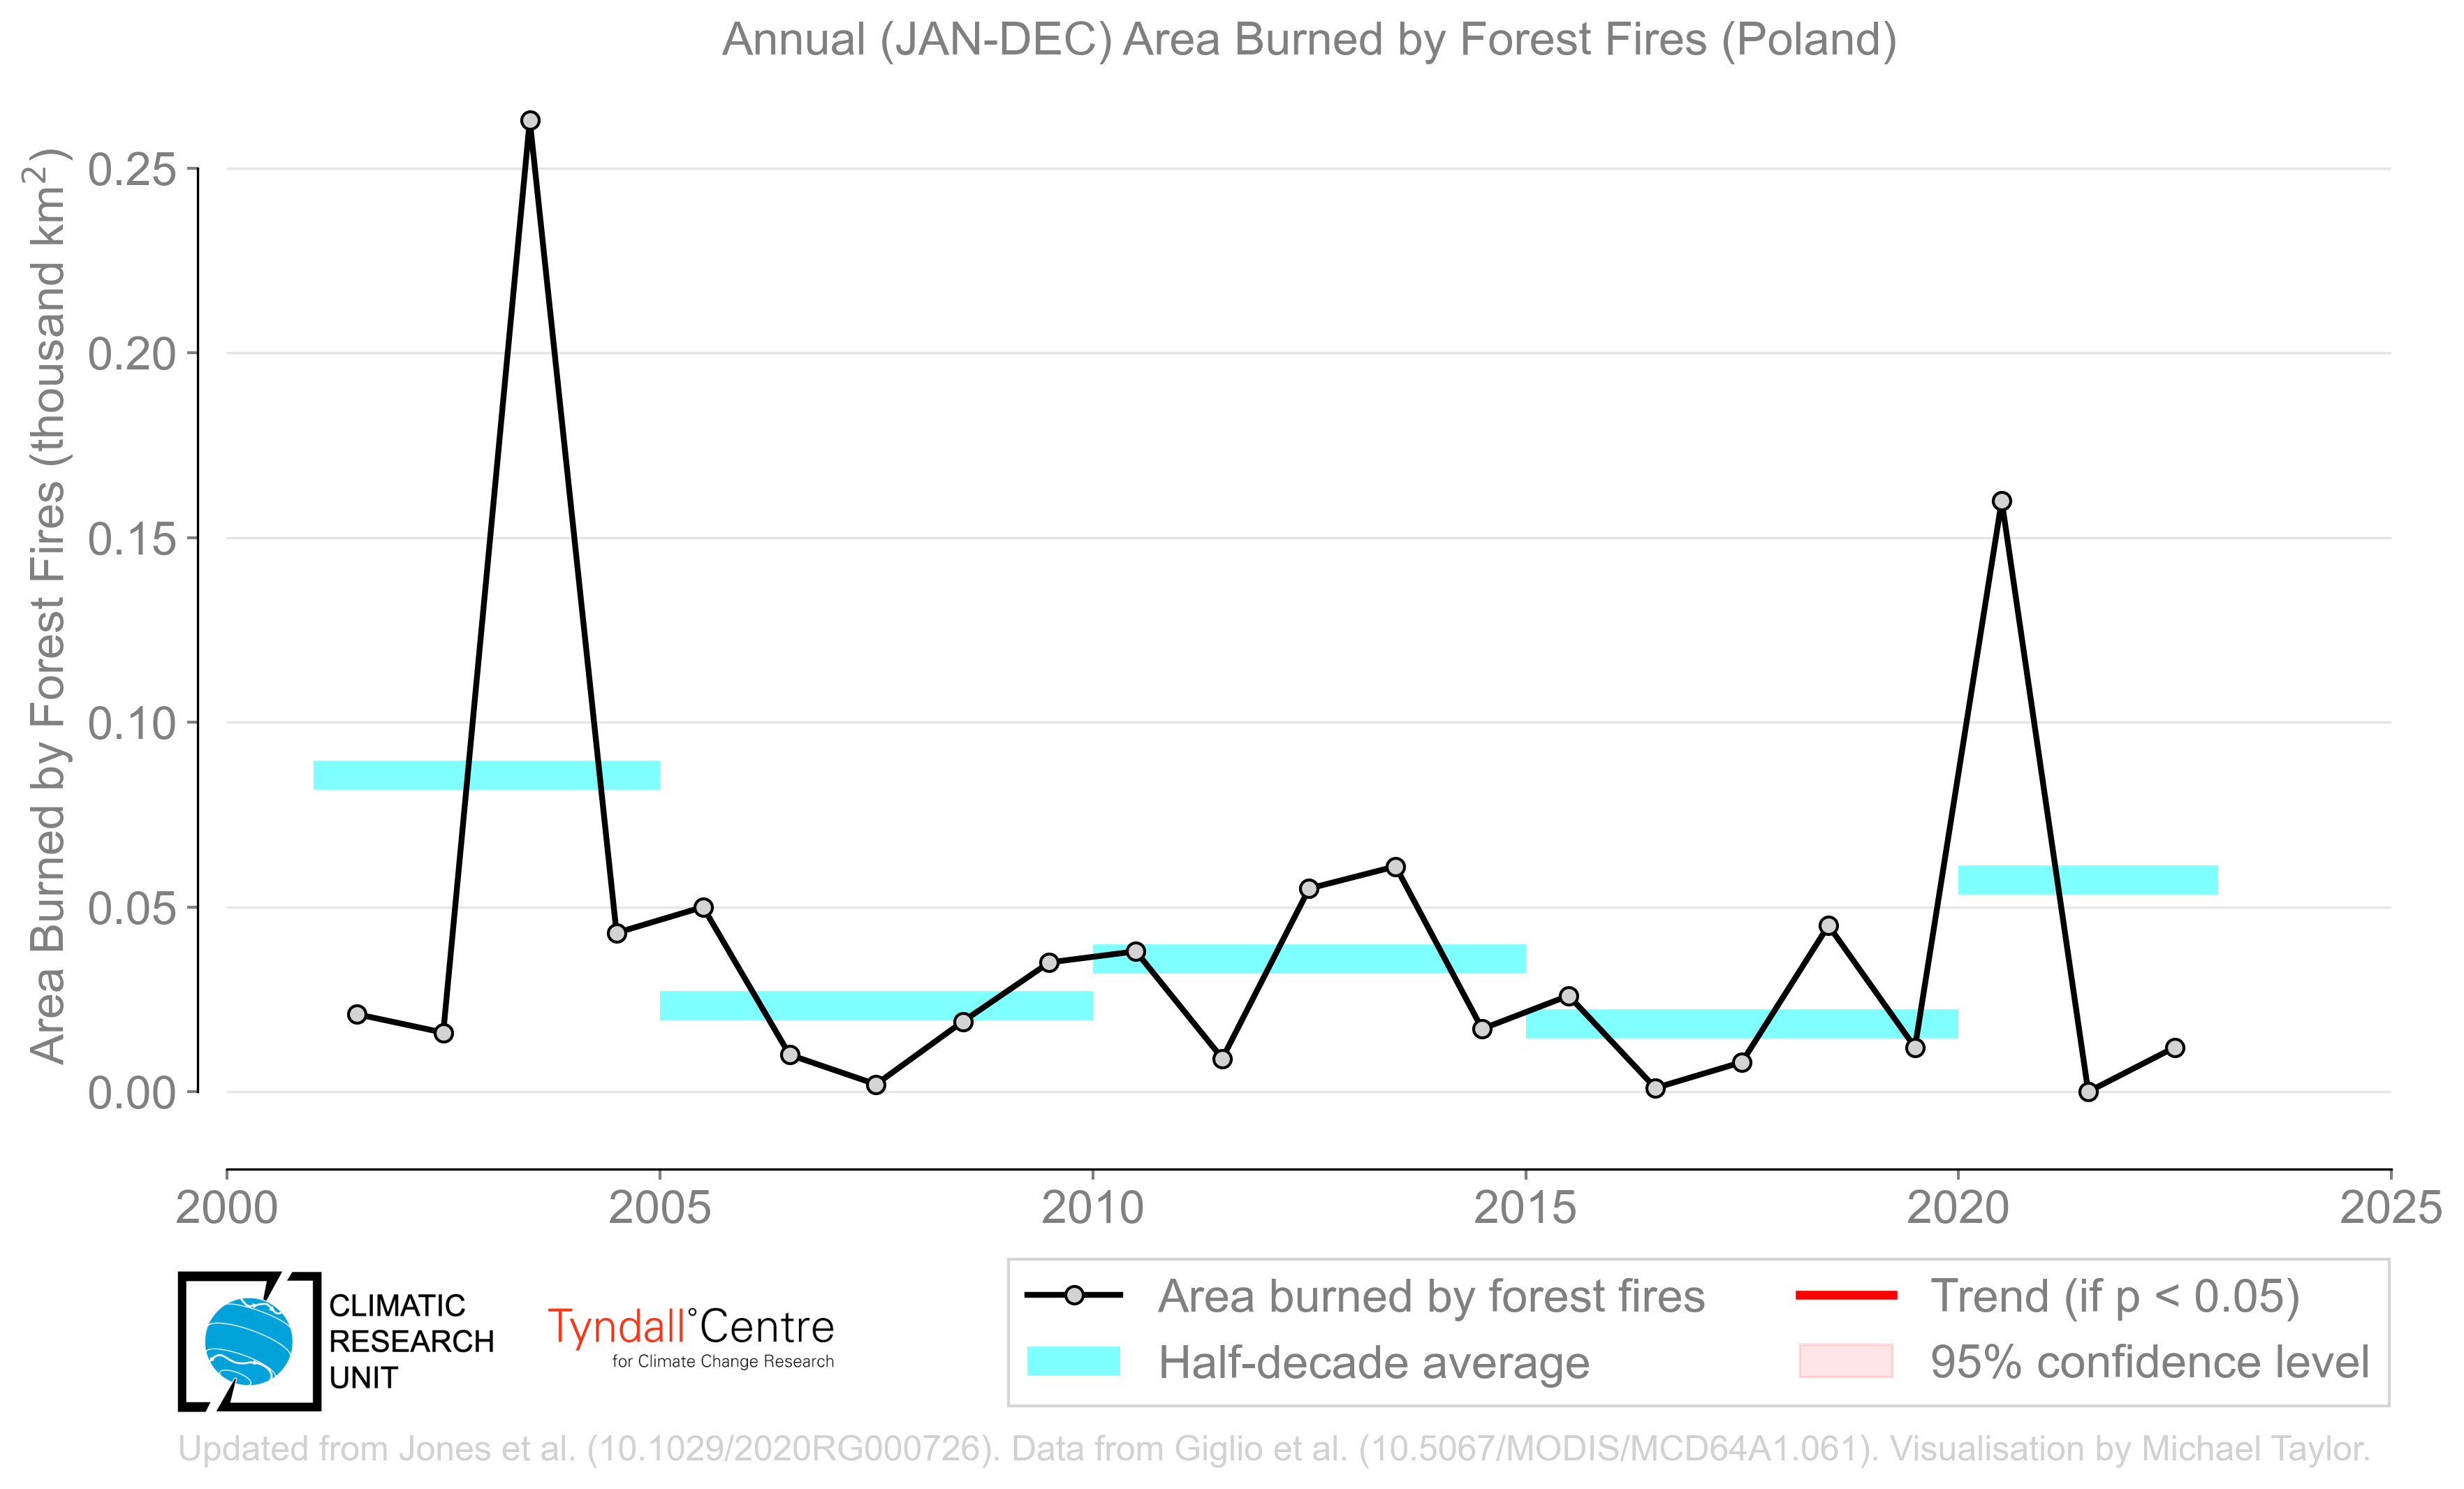 Annual (JAN-DEC) Area Burned by Forest Fires (Poland)
Area Burned by Forest Fires (thousand km²)
0.25
0.20
0.15
0.10
0.05
0.00
2000 2005 2010 2015 2020 2025
CLIMATIC
RESEARCH
UNIT
Tyndall°Centre
for Climate Change Research
Area burned by forest fires
Half-decade average
Trend (if p < 0.05)
95% confidence level
Updated from Jones et al. (10.1029/2020RG000726). Data from Giglio et al. (10.5067/MODIS/MCD64A1.061). Visualisation by Michael Taylor.